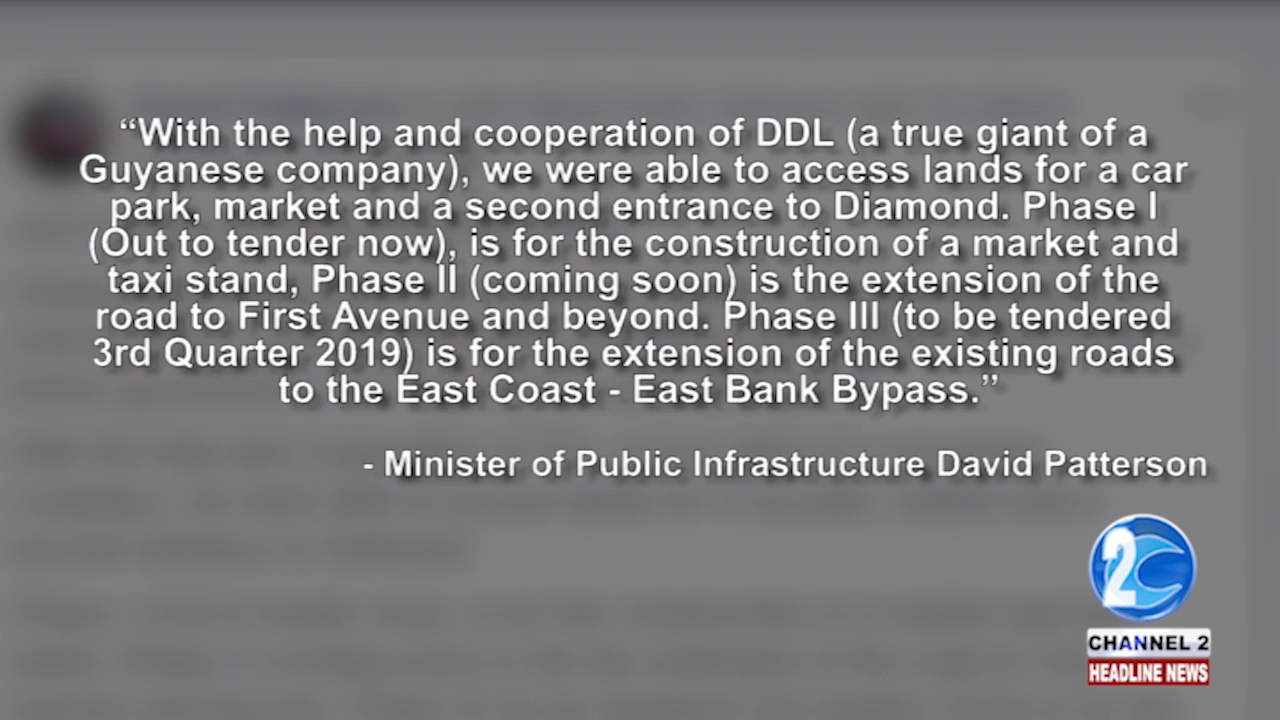 “With the help and cooperation of DDL (a true giant of a
Guyanese company), we were able to access lands for a car
park, market and a second entrance to Diamond. Phase I
(Out to tender now), is for the construction of a market and
taxi stand, Phase II (coming soon) is the extension of the
road to First Avenue and beyond. Phase III (to be tendered
3rd Quarter 2019) is for the extension of the existing roads
to the East Coast - East Bank Bypass.”
- Minister of Public Infrastructure David Patterson
2
CHANNEL 2
HEADLINE NEWS